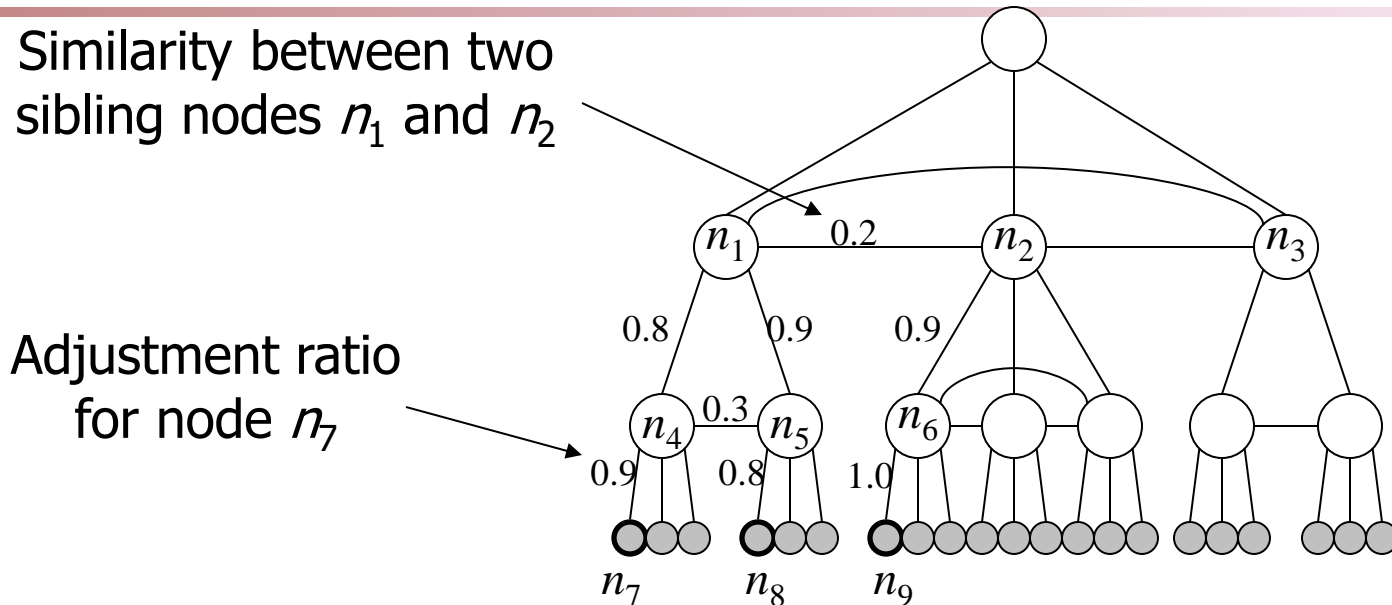 Similarity between two
sibling nodes n₁ and n₂
0.2
n₁
n₂
n₃
Adjustment ratio
for node n₇
0.8
0.9
0.9
n₄
0.3
n₅
n₆
0.9
0.8
1.0
n₇
n₈
n₉